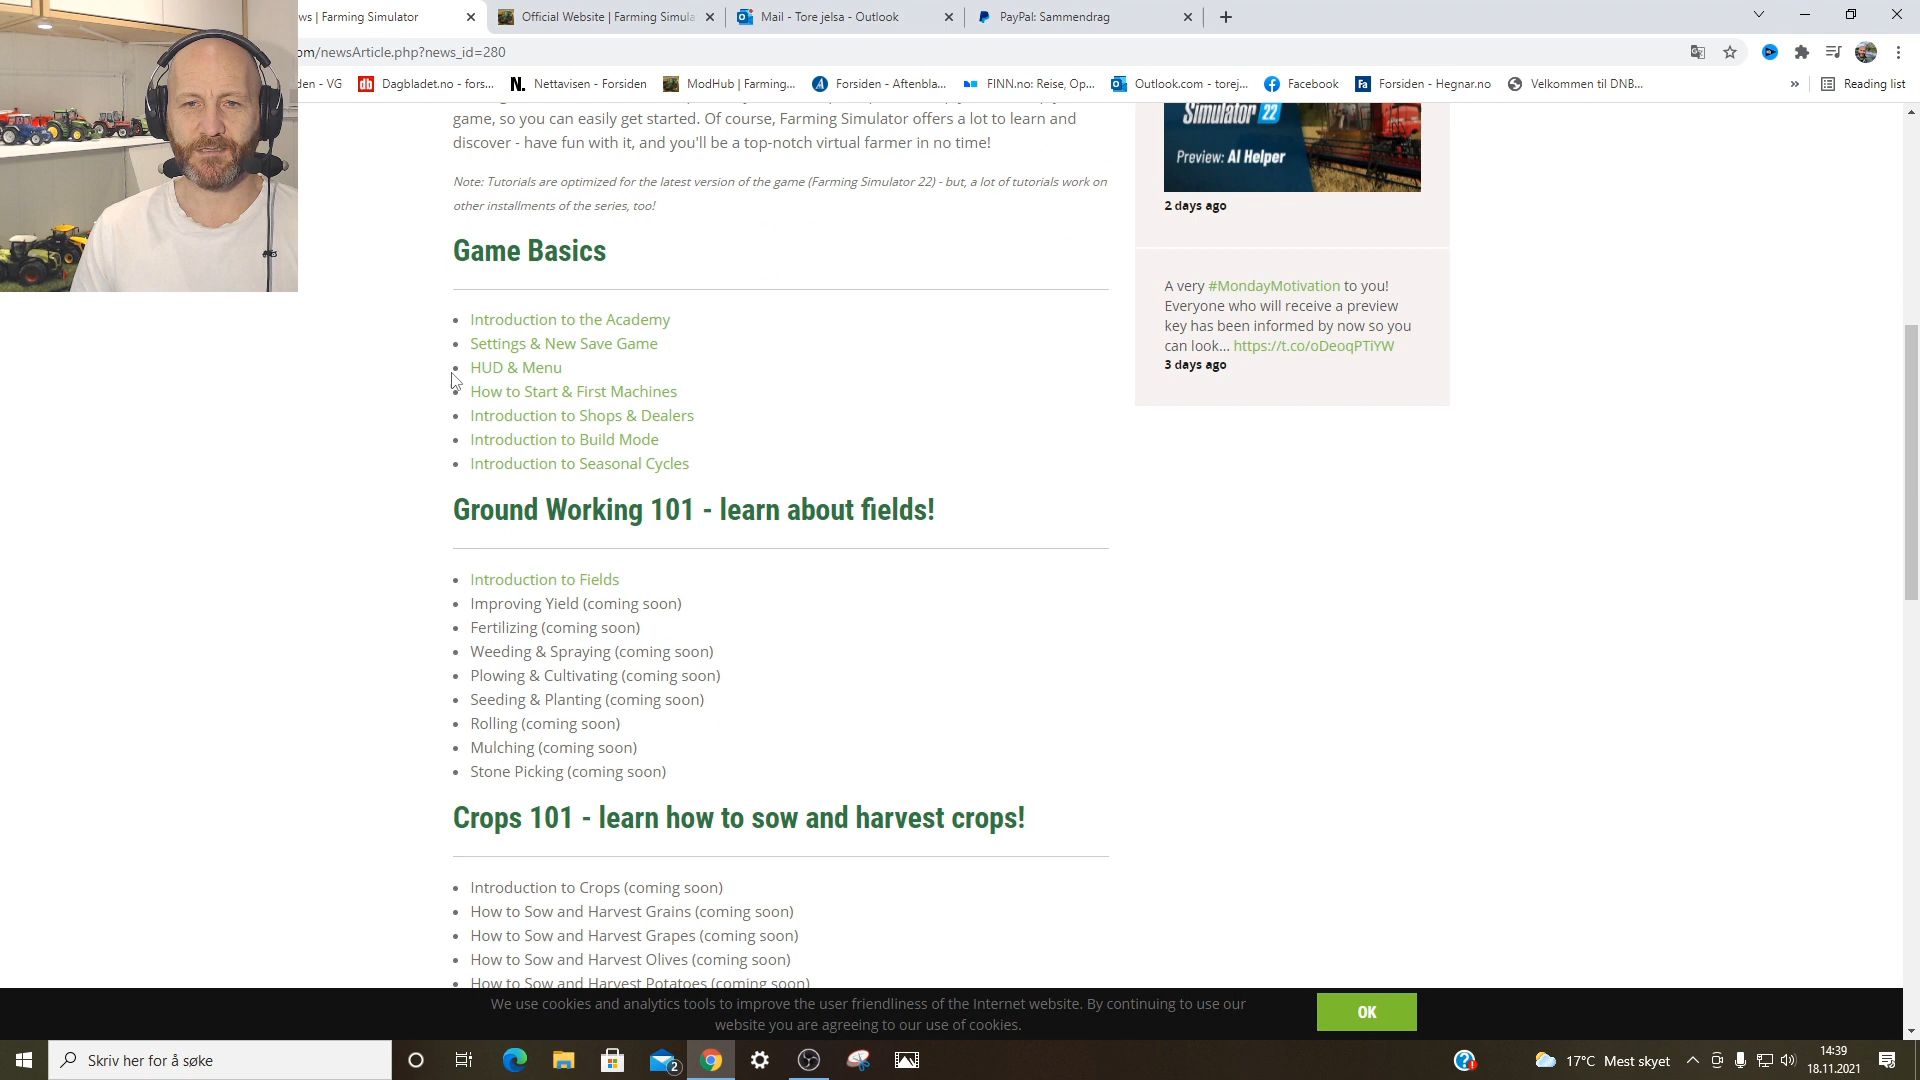 ws | Farming Simulator
Official Website | Farming Simula
Mail - Tore jelsa - Outlook
PayPal: Sammendrag
om/newsArticle.php?news_id=280
den - VG
Dagbladet.no - fors...
Nettavisen - Forsiden
ModHub | Farming...
Forsiden - Aftenbla...
FINN.no: Reise, Op...
Outlook.com - torej...
Facebook
Forsiden - Hegnar.no
Velkommen til DNB...
Reading list
game, so you can easily get started. Of course, Farming Simulator offers a lot to learn and
discover - have fun with it, and you'll be a top-notch virtual farmer in no time!
Note: Tutorials are optimized for the latest version of the game (Farming Simulator 22) - but, a lot of tutorials work on
other installments of the series, too!
Game Basics
Introduction to the Academy
Settings & New Save Game
HUD & Menu
How to Start & First Machines
Introduction to Shops & Dealers
Introduction to Build Mode
Introduction to Seasonal Cycles
Ground Working 101 - learn about fields!
Introduction to Fields
Improving Yield (coming soon)
Fertilizing (coming soon)
Weeding & Spraying (coming soon)
Plowing & Cultivating (coming soon)
Seeding & Planting (coming soon)
Rolling (coming soon)
Mulching (coming soon)
Stone Picking (coming soon)
Crops 101 - learn how to sow and harvest crops!
Introduction to Crops (coming soon)
How to Sow and Harvest Grains (coming soon)
How to Sow and Harvest Grapes (coming soon)
How to Sow and Harvest Olives (coming soon)
How to Sow and Harvest Potatoes (coming soon)
Simulator 22
Preview: AI Helper
2 days ago
A very #MondayMotivation to you!
Everyone who will receive a preview
key has been informed by now so you
can look... https://t.co/oDeoqPTiYW
3 days ago
We use cookies and analytics tools to improve the user friendliness of the Internet website. By continuing to use our
website you are agreeing to our use of cookies.
OK
Skriv her for å søke
2
17°C Mest skyet
14:39
18.11.2021